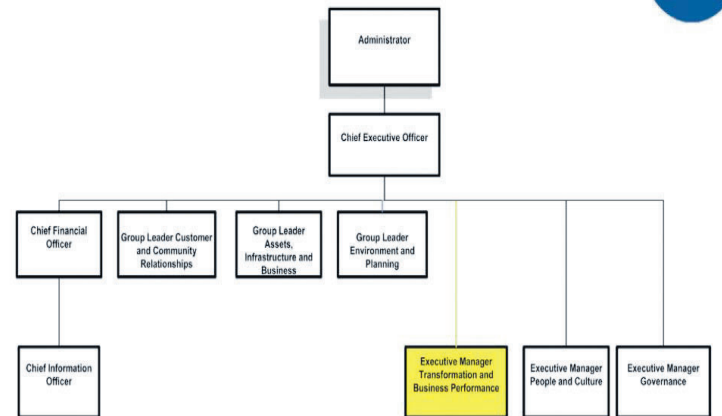 Administrator
Chief Executive Officer
Chief Financial
Officer
Group Leader Customer
and Community
Relationships
Group Leader
Assets,
Infrastructure and
Business
Group Leader
Environment and
Planning
Chief Information
Officer
Executive Manager
Transformation and
Business Performance
Executive Manager
People and Culture
Executive Manager
Governance